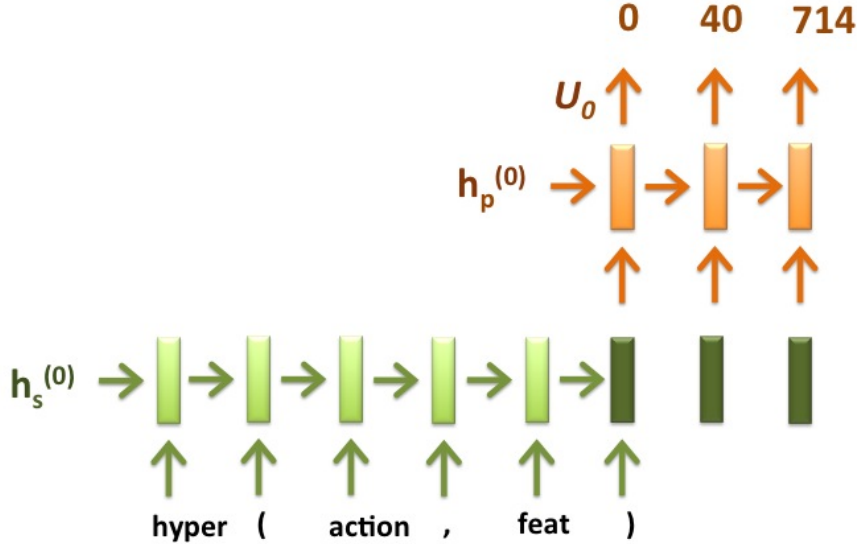 0 40 714
U₀
hₚ⁽⁰⁾
hₛ⁽⁰⁾
hyper ( action , feat )